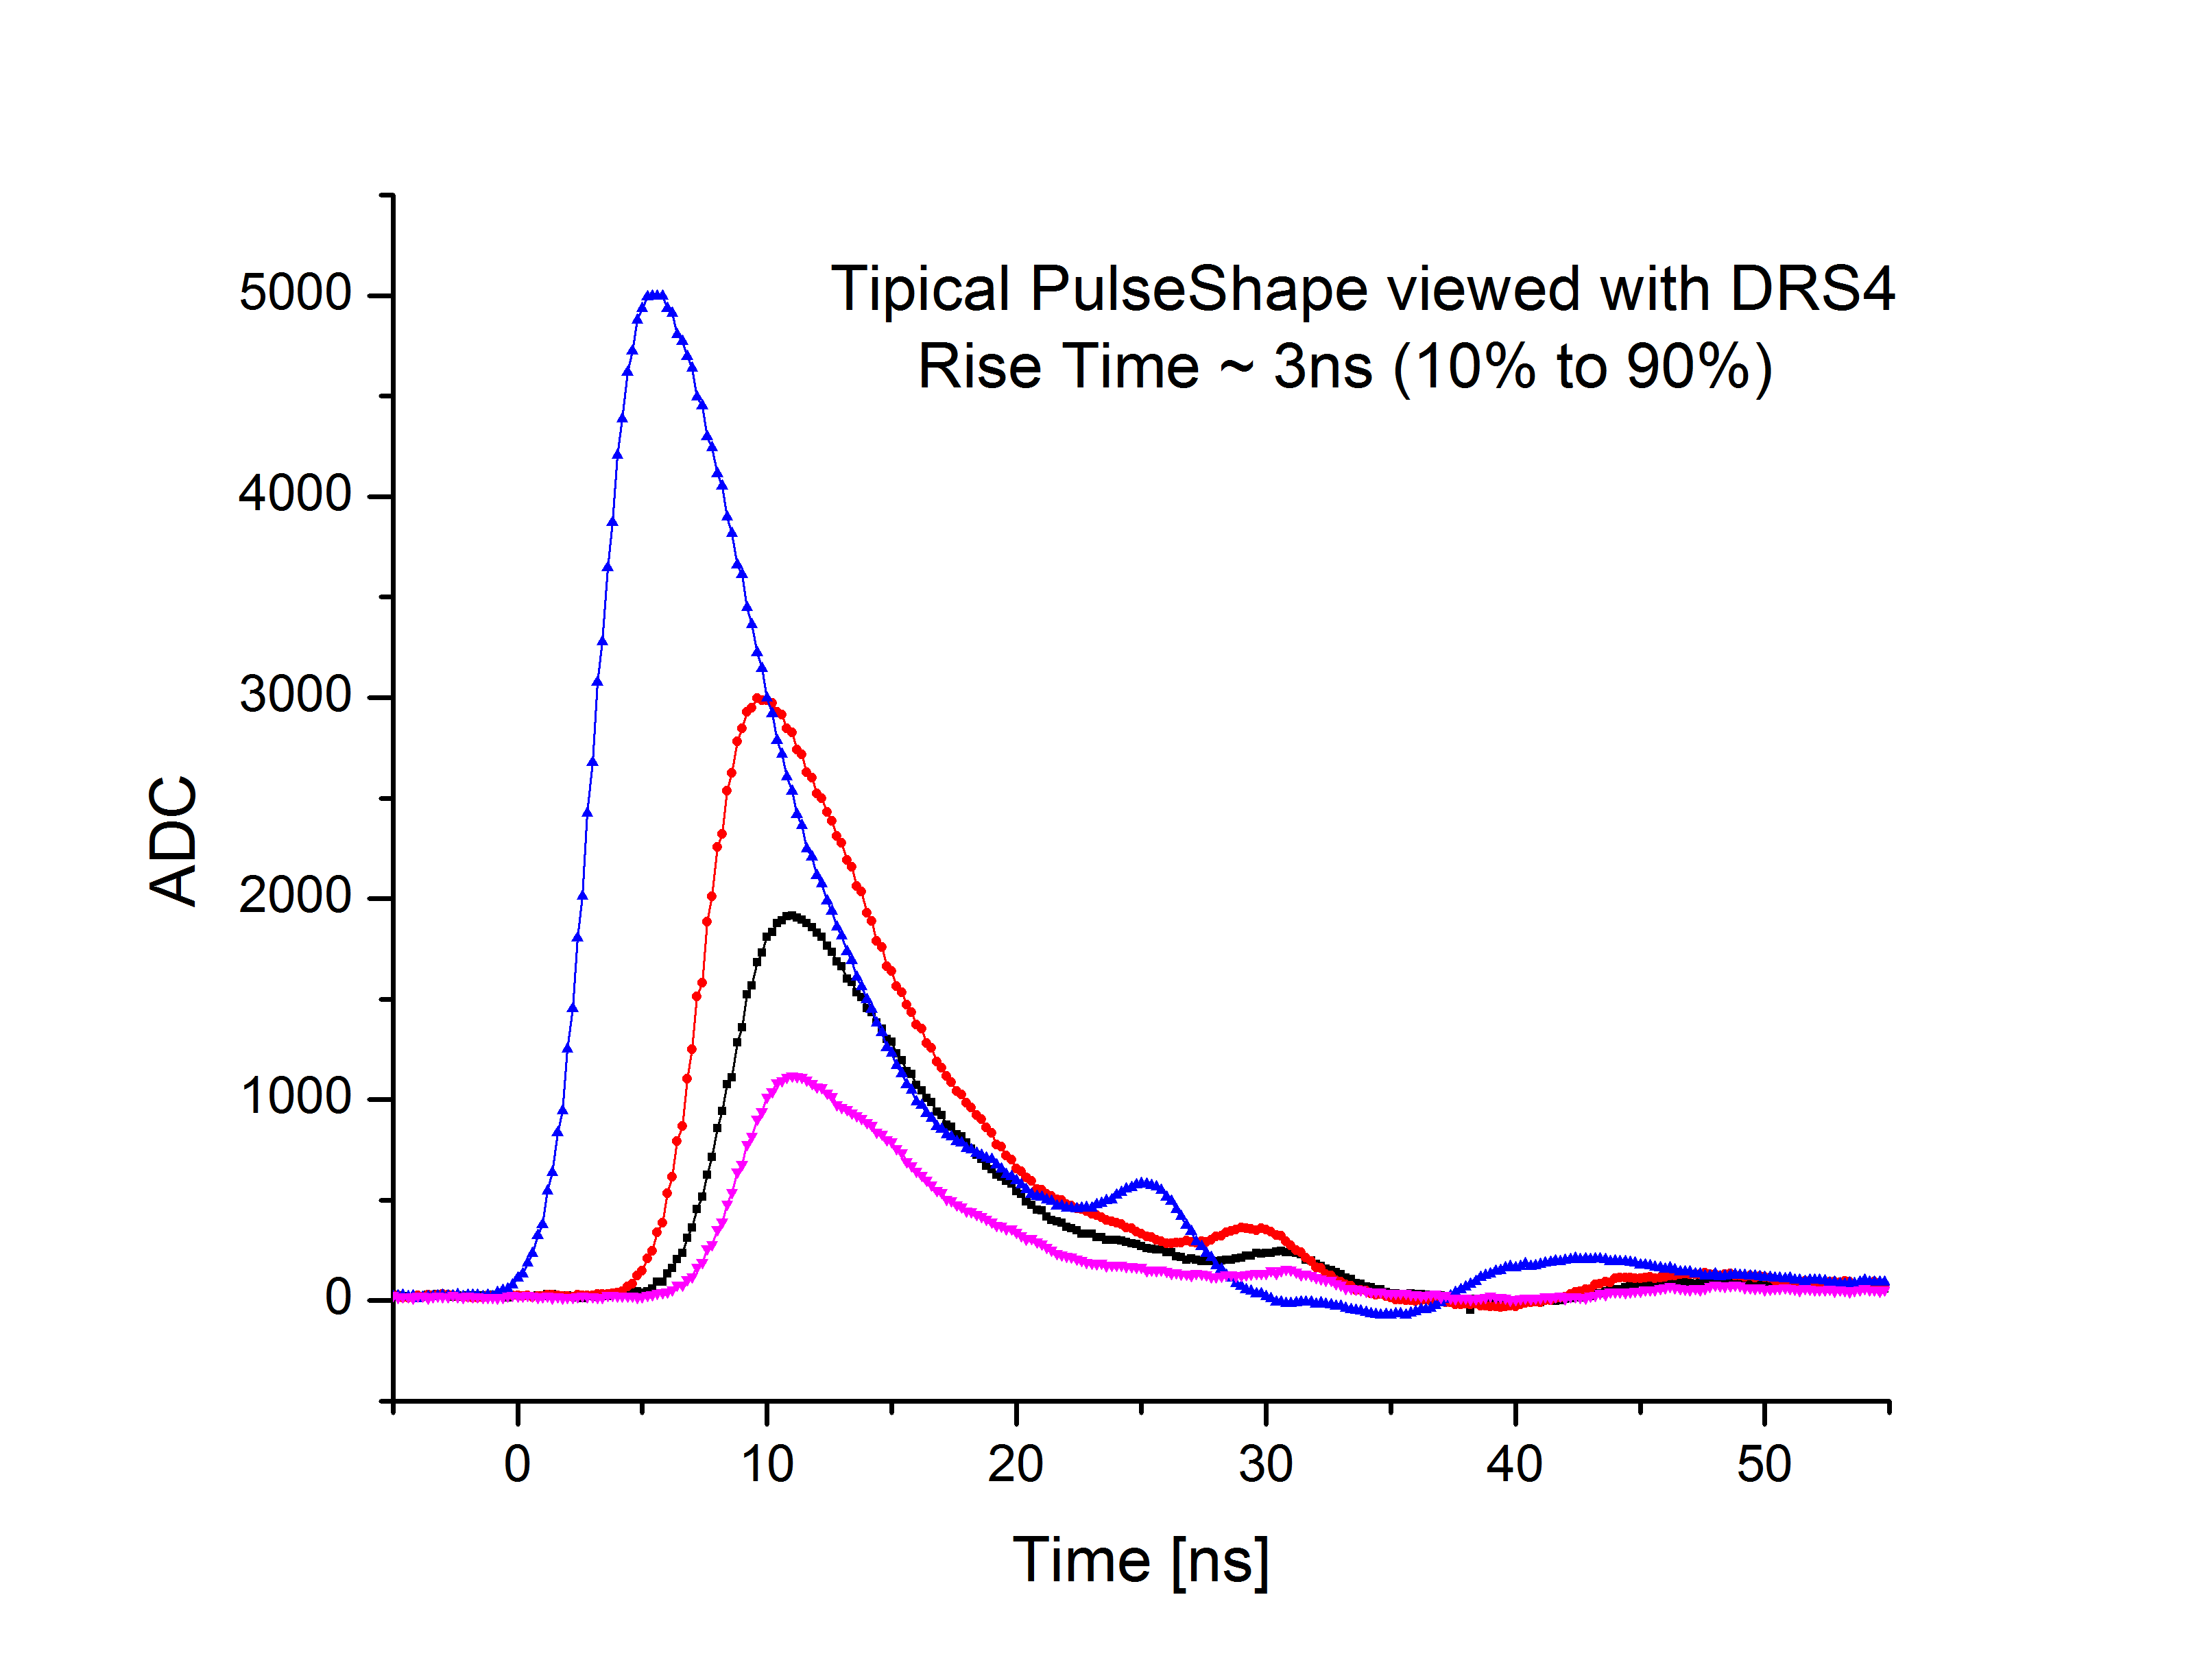 Tipical PulseShape viewed with DRS4
Rise Time ~ 3ns (10% to 90%)
5000
4000
3000
2000
1000
0
ADC
0 10 20 30 40 50
Time [ns]